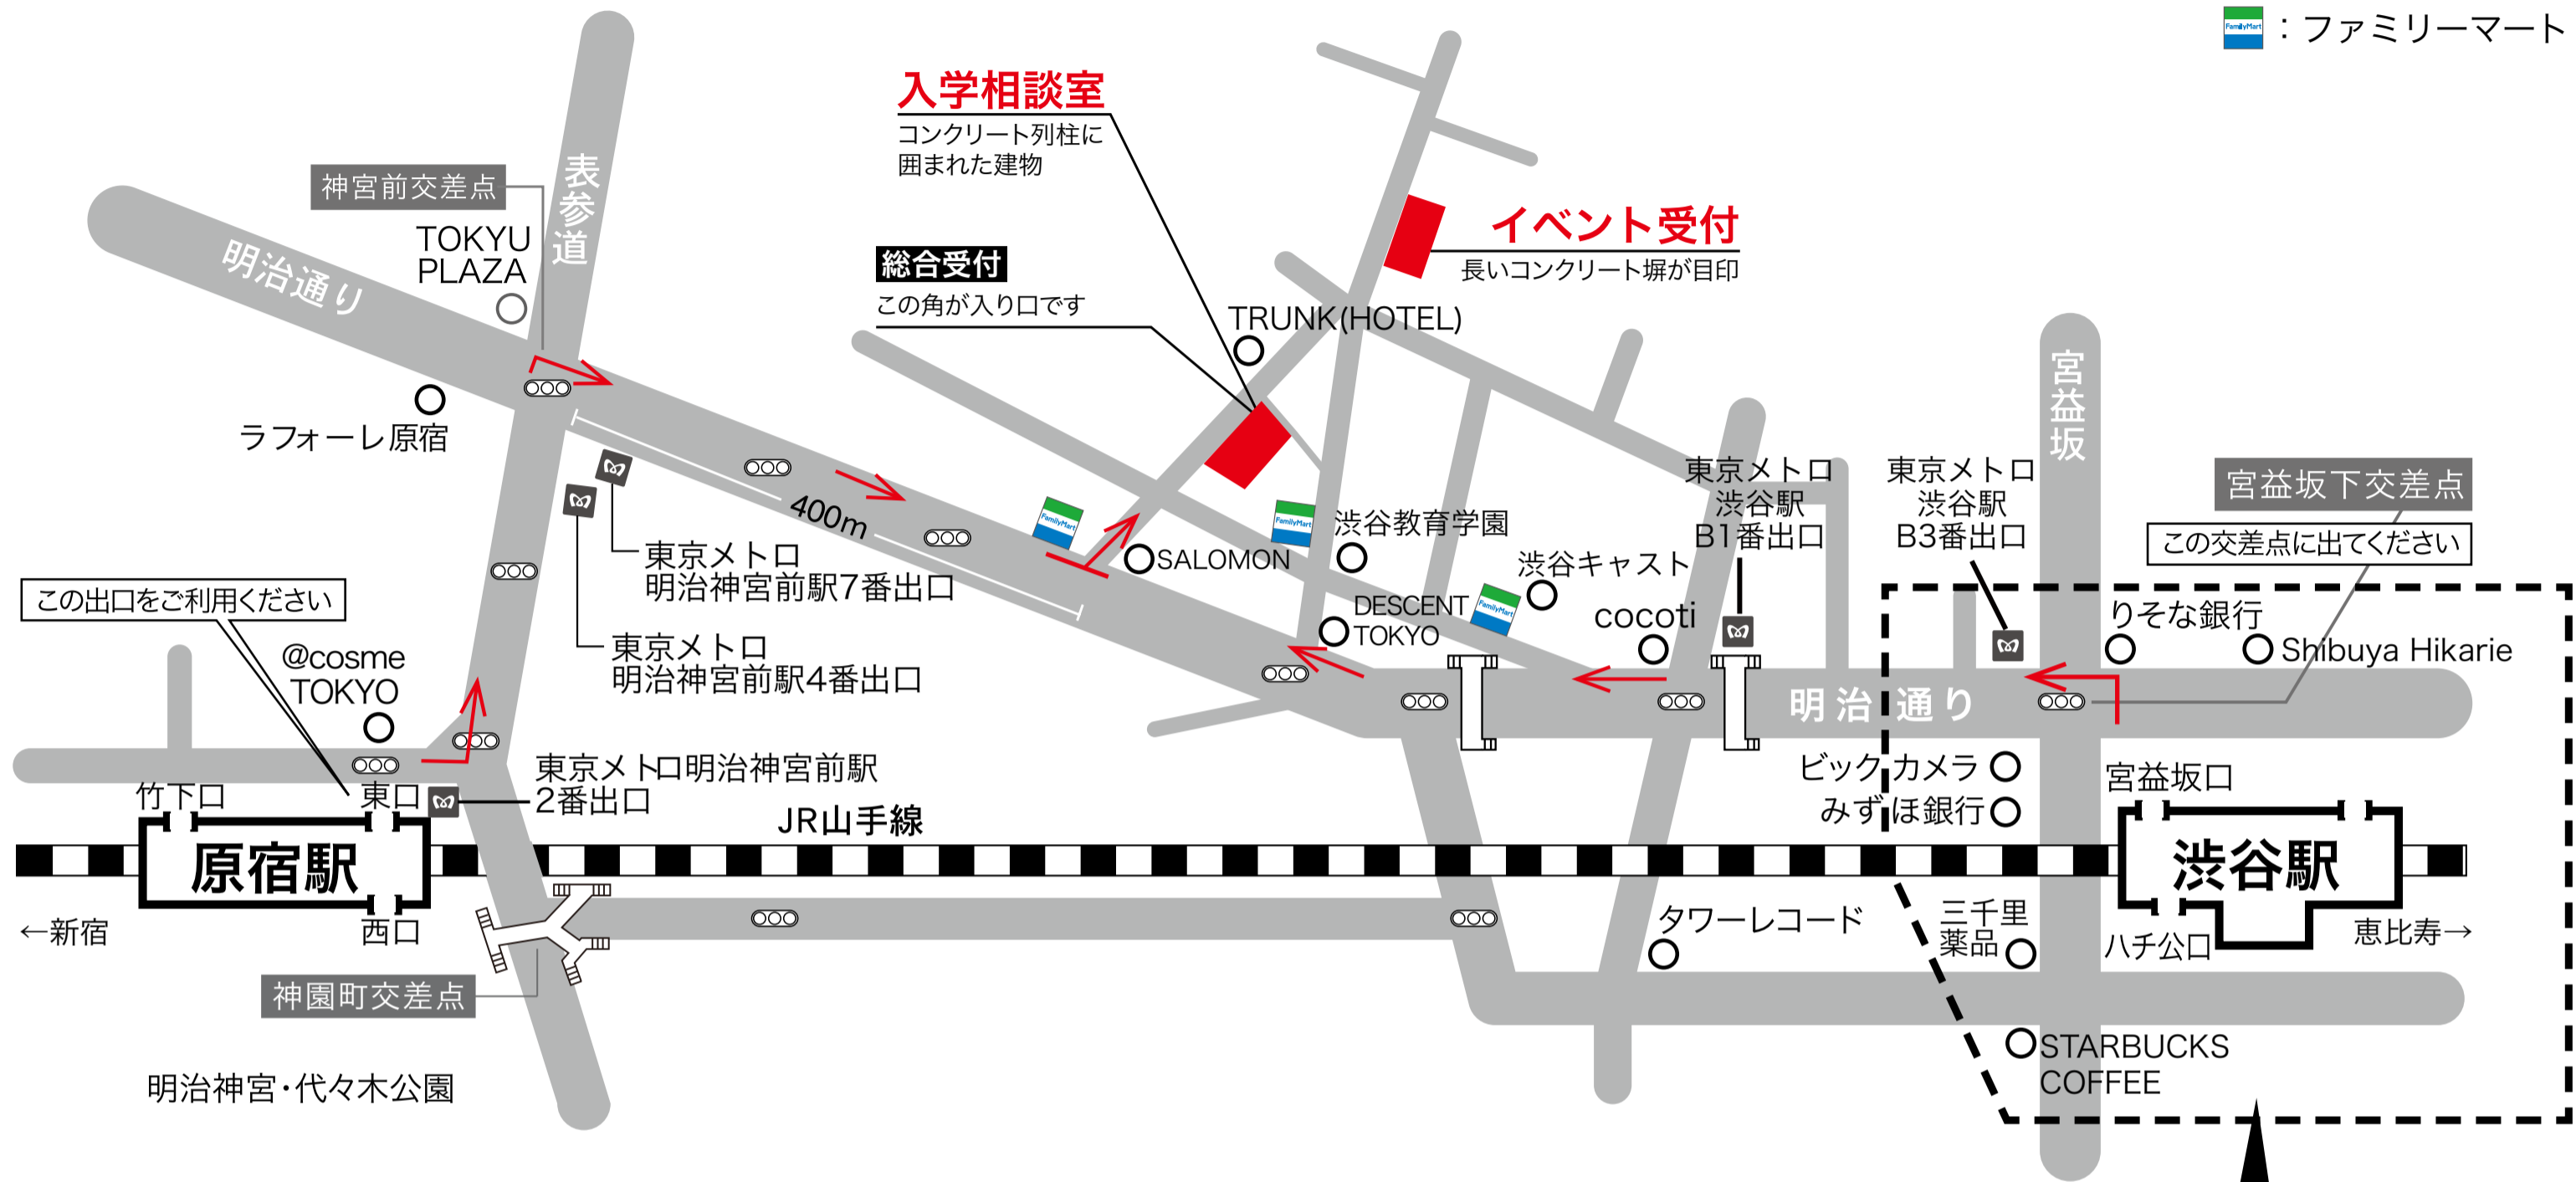 FamilyMart
：ファミリーマート
入学相談室
コンクリート列柱に
囲まれた建物
表参道
神宮前交差点
TOKYU
PLAZA
明治通り
イベント受付
長いコンクリート塀が目印
総合受付
この角が入り口です
TRUNK(HOTEL)
宮益坂
ラフォーレ原宿
400m
FamilyMart
FamilyMart
渋谷教育学園
SALOMON
東京メトロ
渋谷駅
B1番出口
東京メトロ
渋谷駅
B3番出口
宮益坂下交差点
この交差点に出てください
東京メトロ
明治神宮前駅7番出口
東京メトロ
明治神宮前駅4番出口
渋谷キャスト
FamilyMart
DESCENT
TOKYO
cocoti
りそな銀行
Shibuya Hikarie
この出口をご利用ください
@cosme
TOKYO
明治通り
東京メトロ明治神宮前駅
2番出口
竹下口
東口
JR山手線
ビックカメラ
みずほ銀行
宮益坂口
原宿駅
渋谷駅
←新宿
西口
タワーレコード
三千里
薬品
ハチ公口
恵比寿→
神園町交差点
明治神宮・代々木公園
STARBUCKS
COFFEE